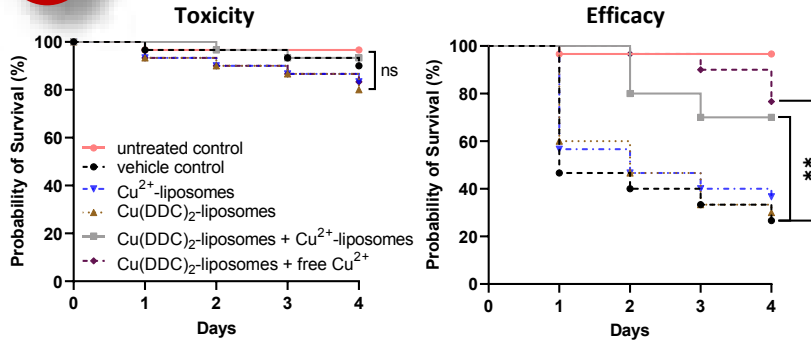 Toxicity
Probability of Survival (%)
100
80
60
40
20
0
ns
untreated control
vehicle control
Cu²⁺-liposomes
Cu(DDC)₂-liposomes
Cu(DDC)₂-liposomes + Cu²⁺-liposomes
Cu(DDC)₂-liposomes + free Cu²⁺
0 1 2 3 4
Days
Efficacy
Probability of Survival (%)
100
80
60
40
20
0
**
0 1 2 3 4
Days